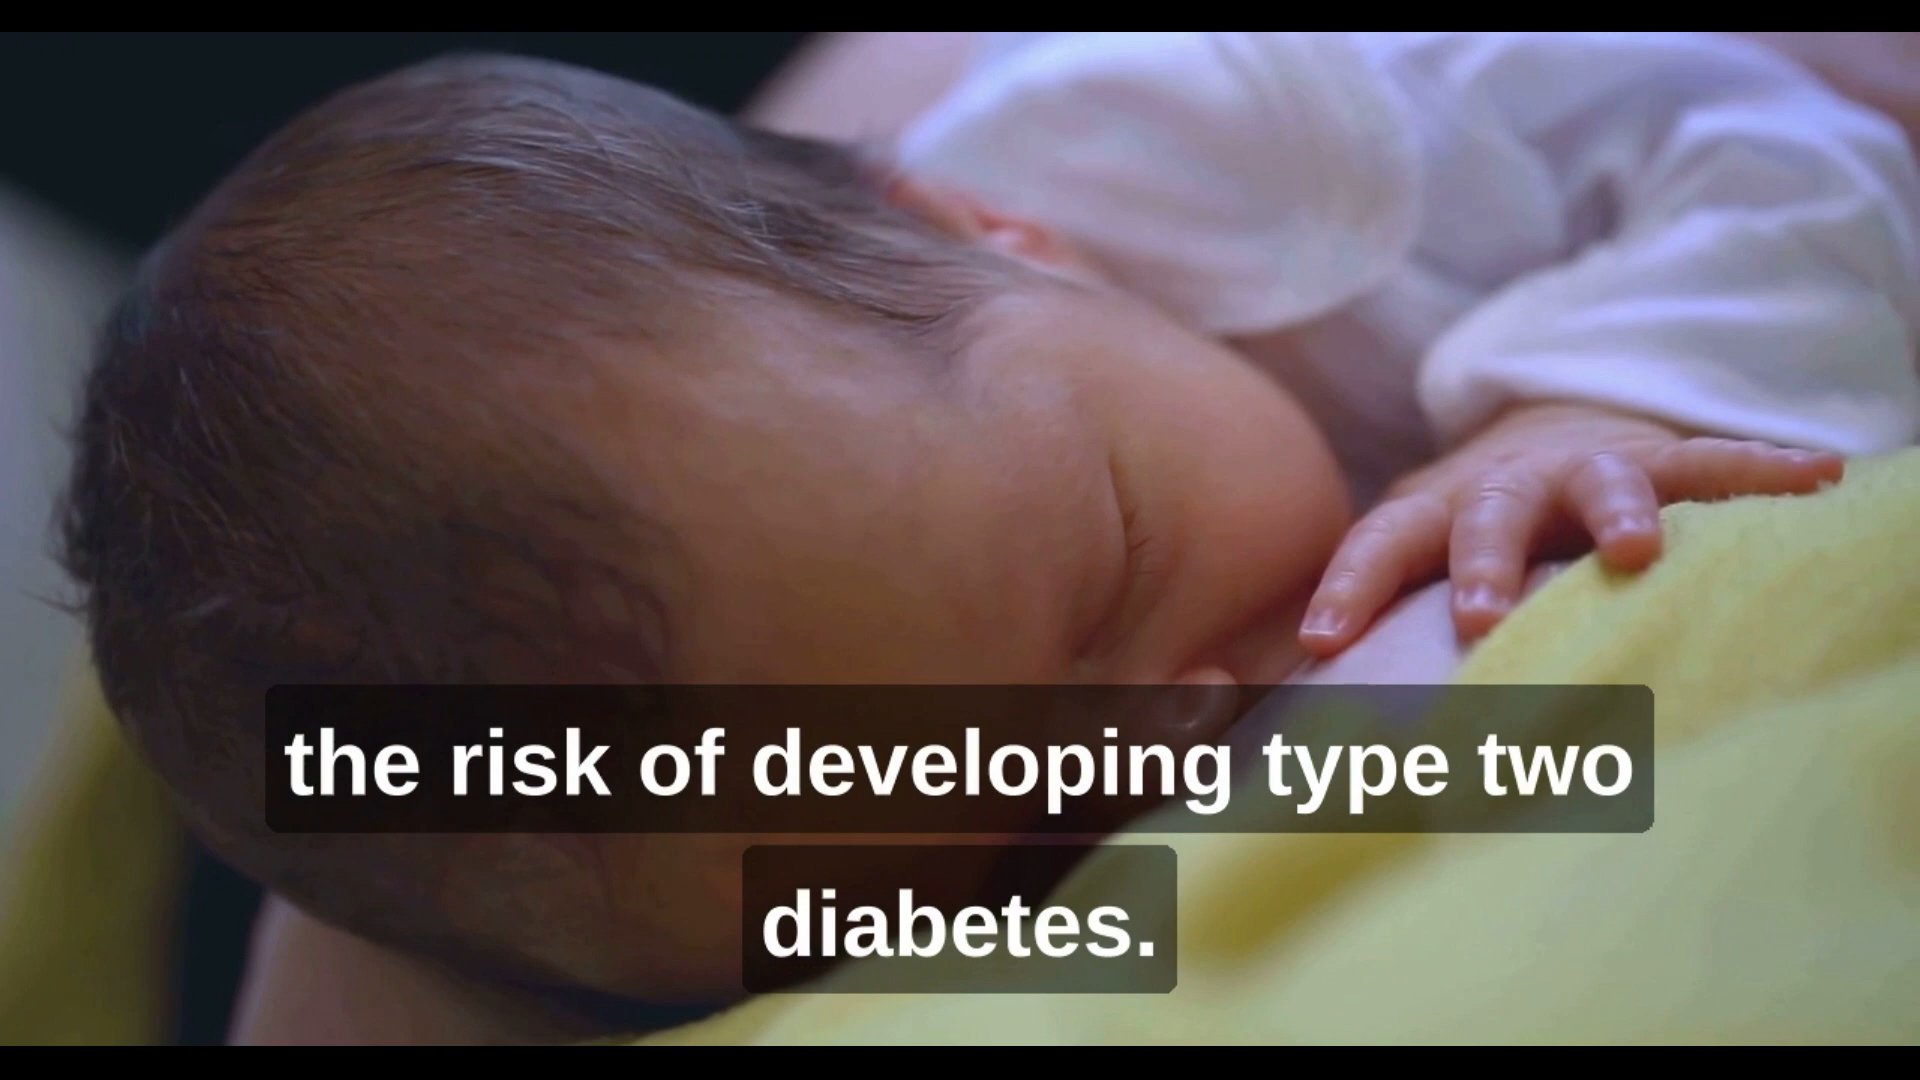 the risk of developing type two
diabetes.